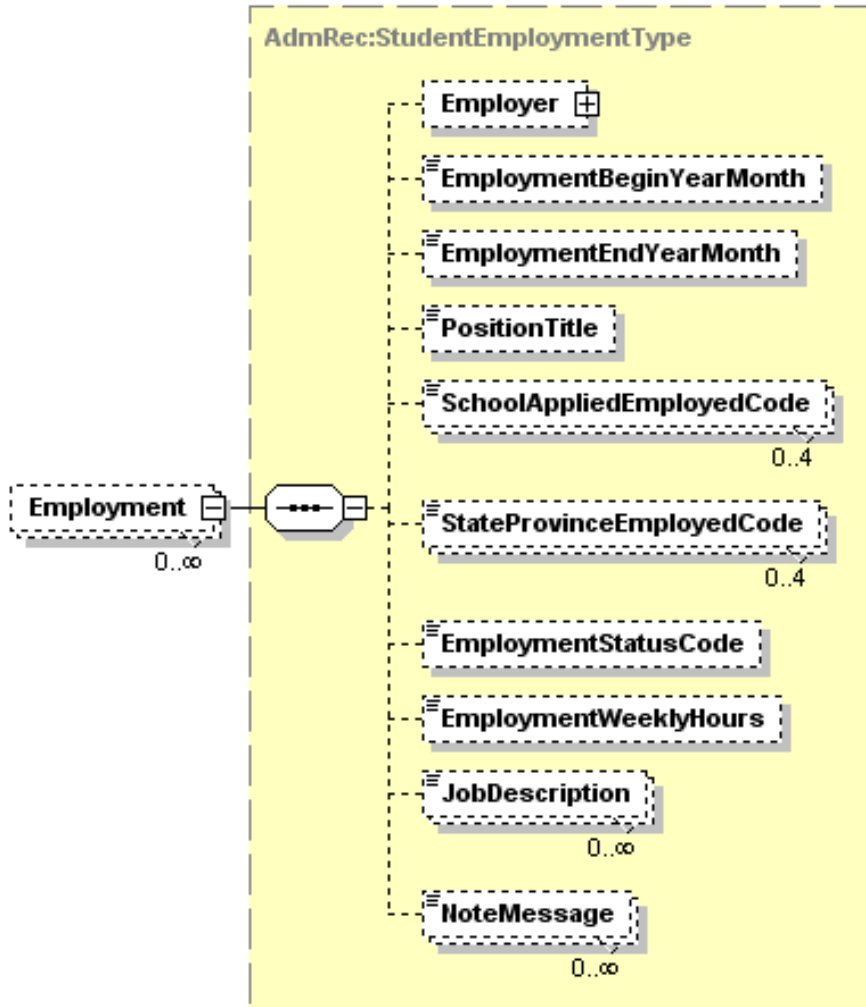 AdmRec:StudentEmploymentType
Employer
EmploymentBeginYearMonth
EmploymentEndYearMonth
PositionTitle
SchoolAppliedEmployedCode
0..4
Employment
0..∞
StateProvinceEmployedCode
0..4
EmploymentStatusCode
EmploymentWeeklyHours
JobDescription
0..∞
NoteMessage
0..∞